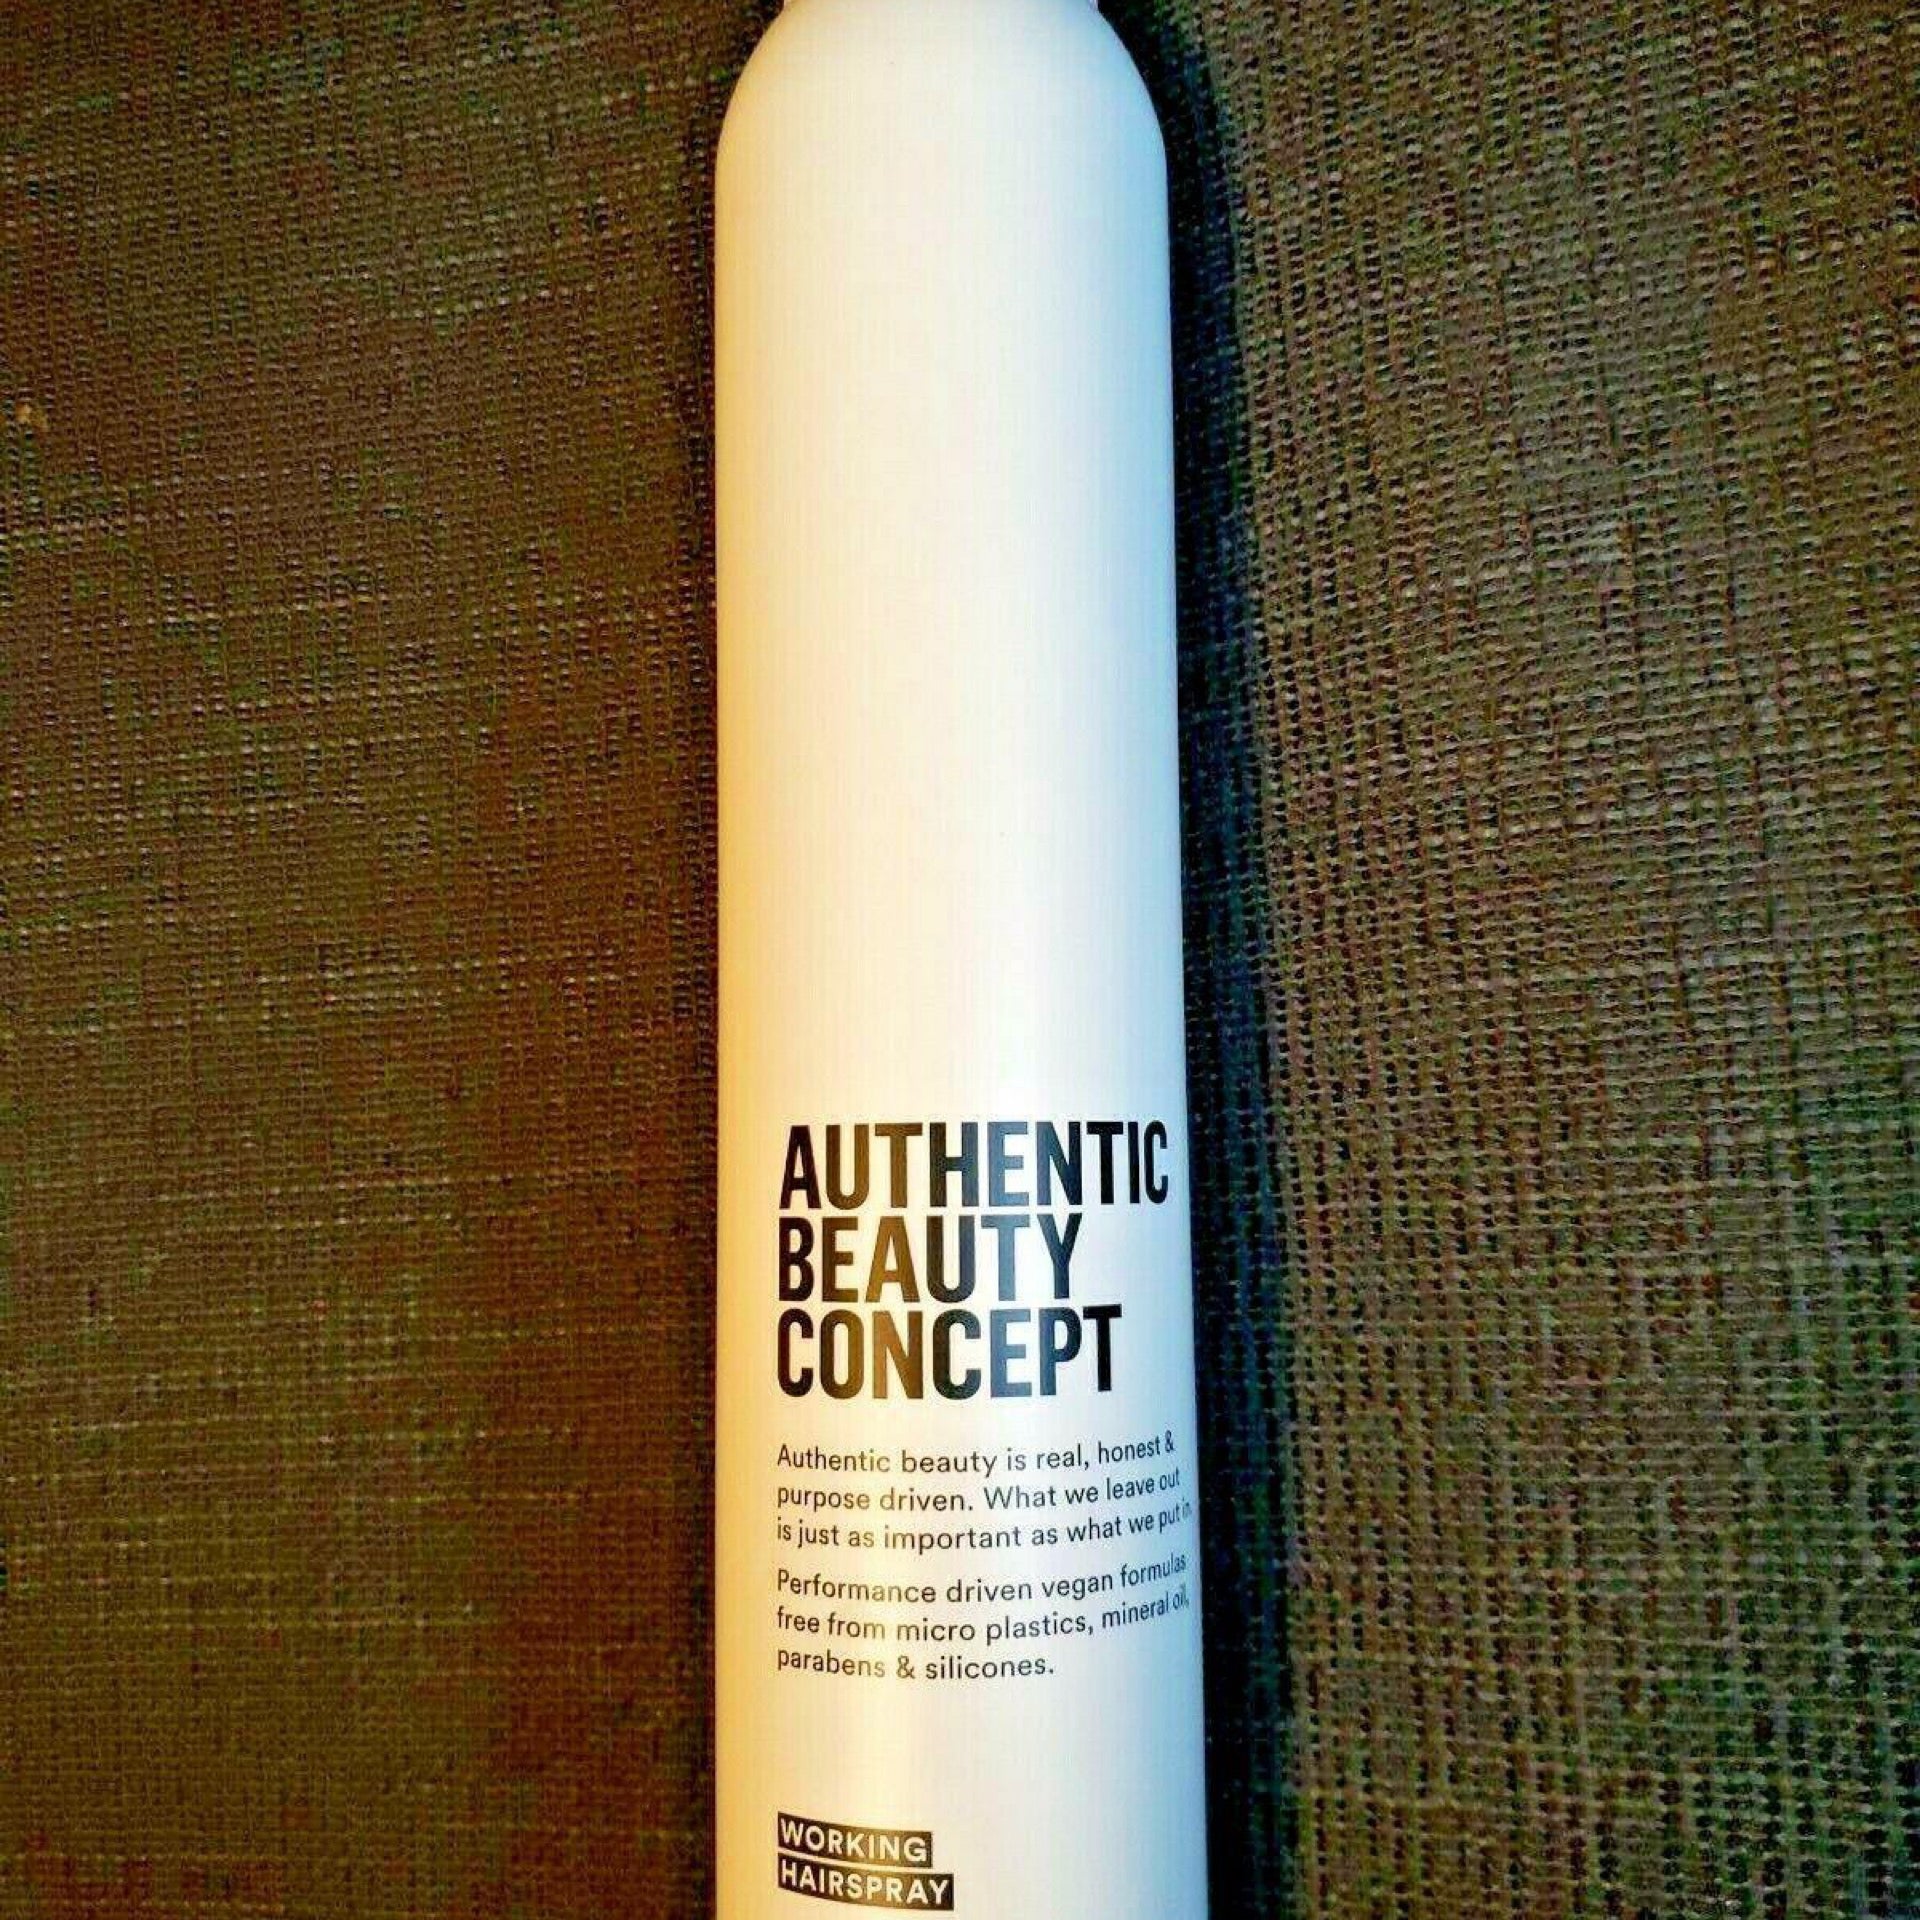 AUTHENTIC
BEAUTY
CONCEPT
Authentic beauty is real, honest &
purpose driven. What we leave out
is just as important as what we put in
Performance driven vegan formulas
free from micro plastics, mineral oil,
parabens & silicones.
WORKING
HAIRSPRAY